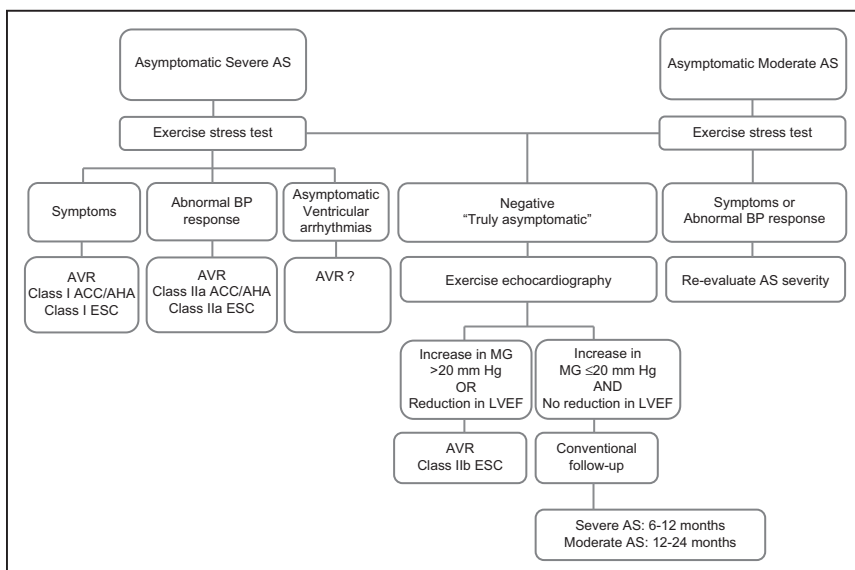 Asymptomatic Severe AS
Asymptomatic Moderate AS
Exercise stress test
Exercise stress test
Symptoms
Abnormal BP
response
Asymptomatic
Ventricular
arrhythmias
Negative
“Truly asymptomatic”
Symptoms or
Abnormal BP response
AVR
Class I ACC/AHA
Class I ESC
AVR
Class IIa ACC/AHA
Class IIa ESC
AVR ?
Exercise echocardiography
Re-evaluate AS severity
Increase in MG
>20 mm Hg
OR
Reduction in LVEF
Increase in
MG ≤20 mm Hg
AND
No reduction in LVEF
AVR
Class IIb ESC
Conventional
follow-up
Severe AS: 6-12 months
Moderate AS: 12-24 months